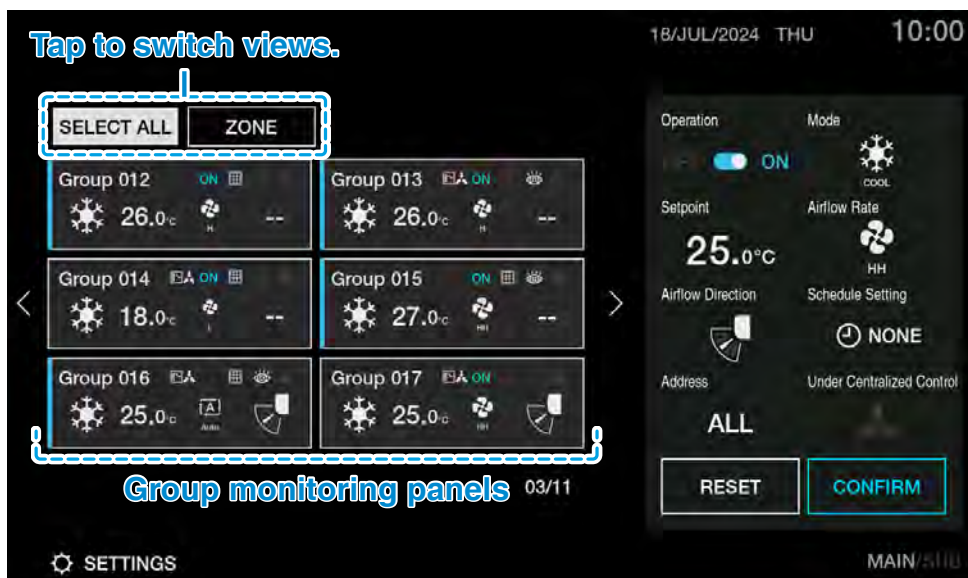 Tap to switch views.
18/JUL/2024 THU 10:00
SELECT ALL ZONE
Group 012 ON
26.0°c H --
Group 013 ON
26.0°c H --
Group 014 ON
18.0°c --
Group 015 ON
27.0°c HH --
Group 016
25.0°c A Auto
Group 017 ON
25.0°c HH
Group monitoring panels 03/11
Operation Mode
ON COOL
Setpoint Airflow Rate
25.0°C HH
Airflow Direction Schedule Setting
NONE
Address Under Centralized Control
ALL
RESET CONFIRM
SETTINGS MAIN/SUB